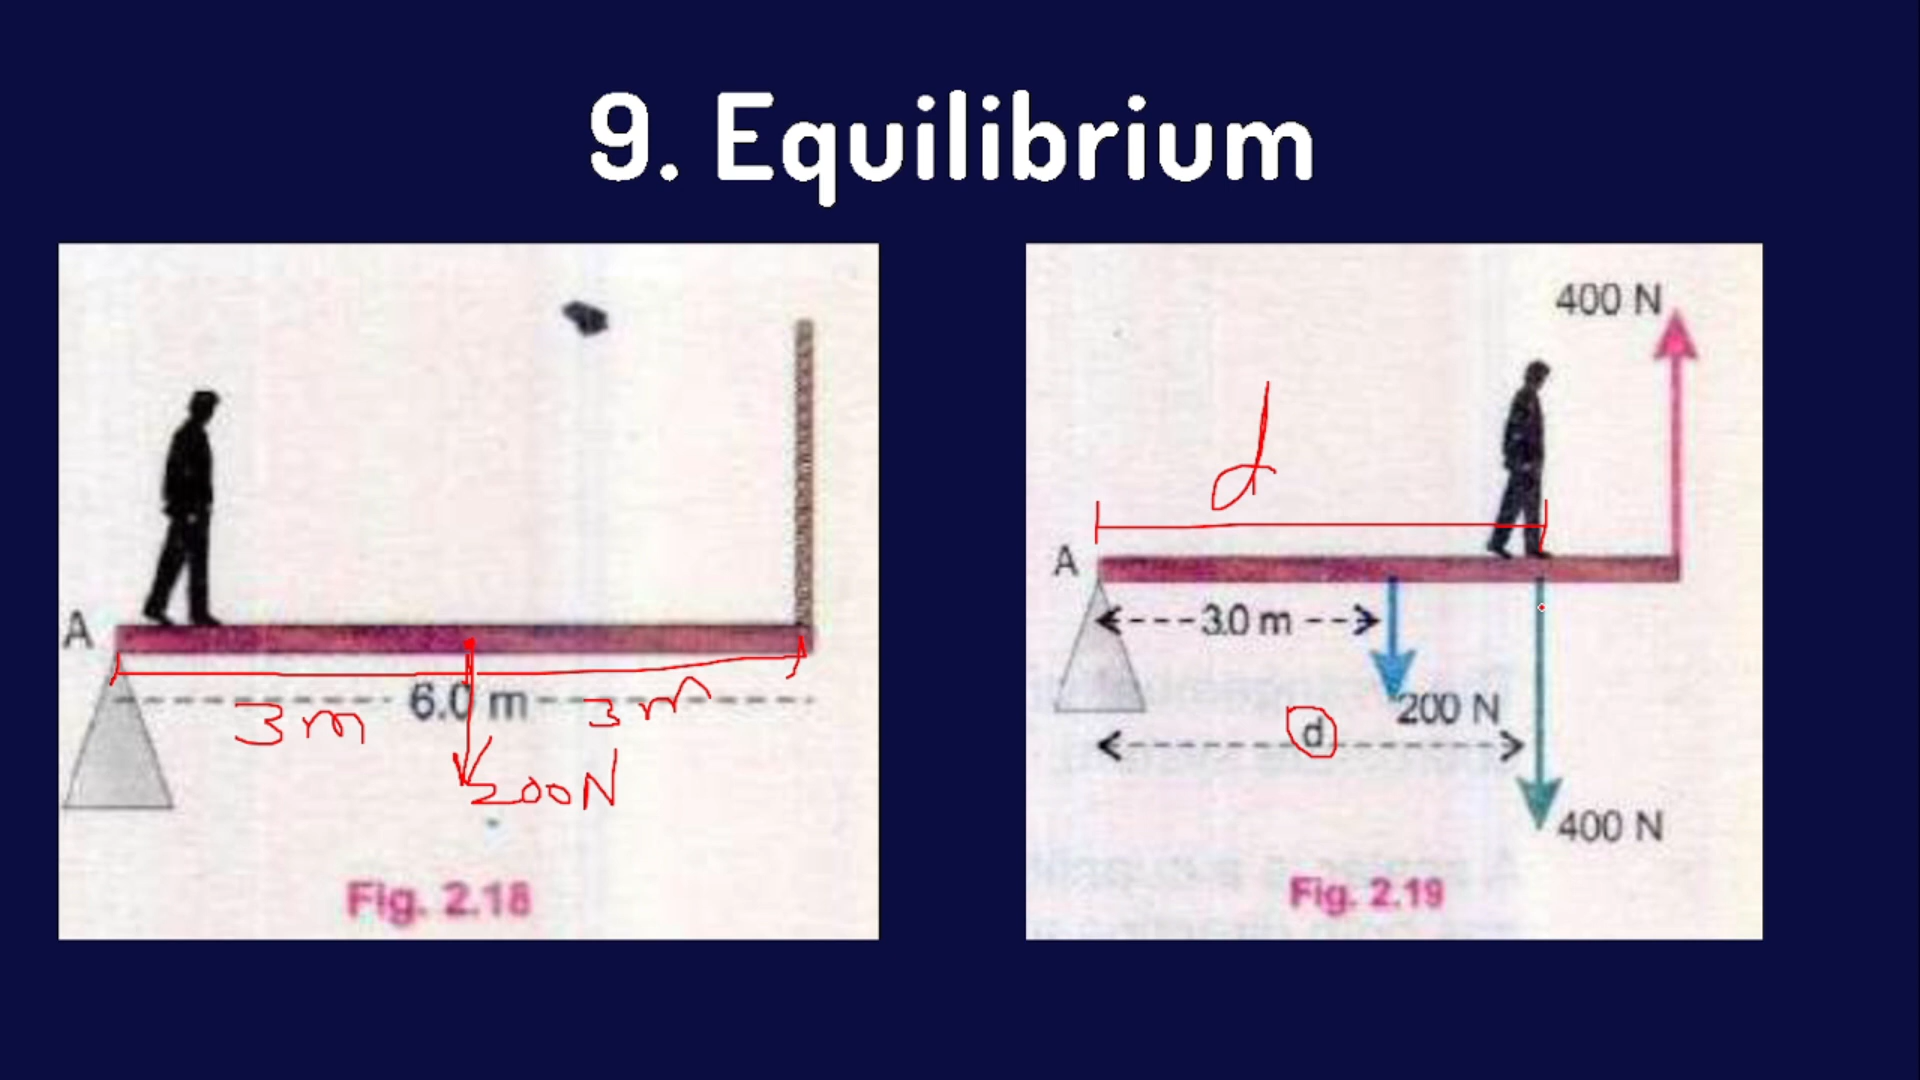 9. Equilibrium
A
6.0 m
3m
3m
200N
Fig. 2.18
400 N
d
A
3.0 m
200 N
d
400 N
Fig. 2.19